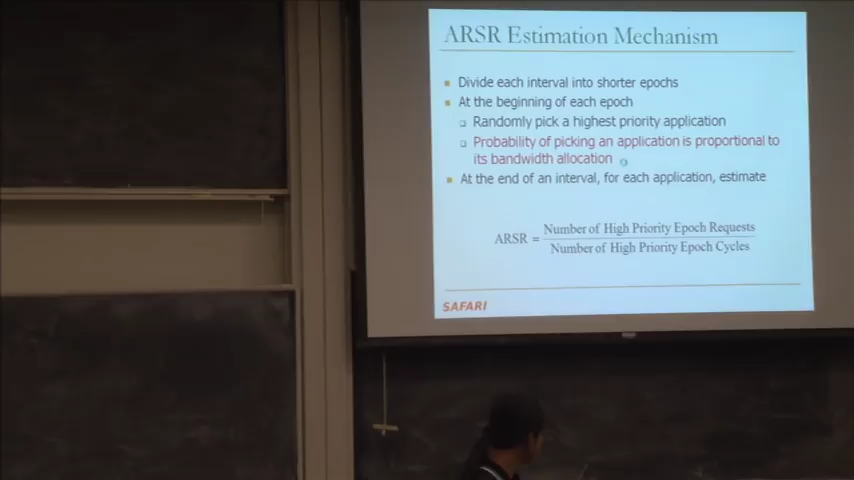 ARSR Estimation Mechanism
Divide each interval into shorter epochs
At the beginning of each epoch
Randomly pick a highest priority application
Probability of picking an application is proportional to
its bandwidth allocation
At the end of an interval, for each application, estimate
ARSR = Number of High Priority Epoch Requests
Number of High Priority Epoch Cycles
SAFARI